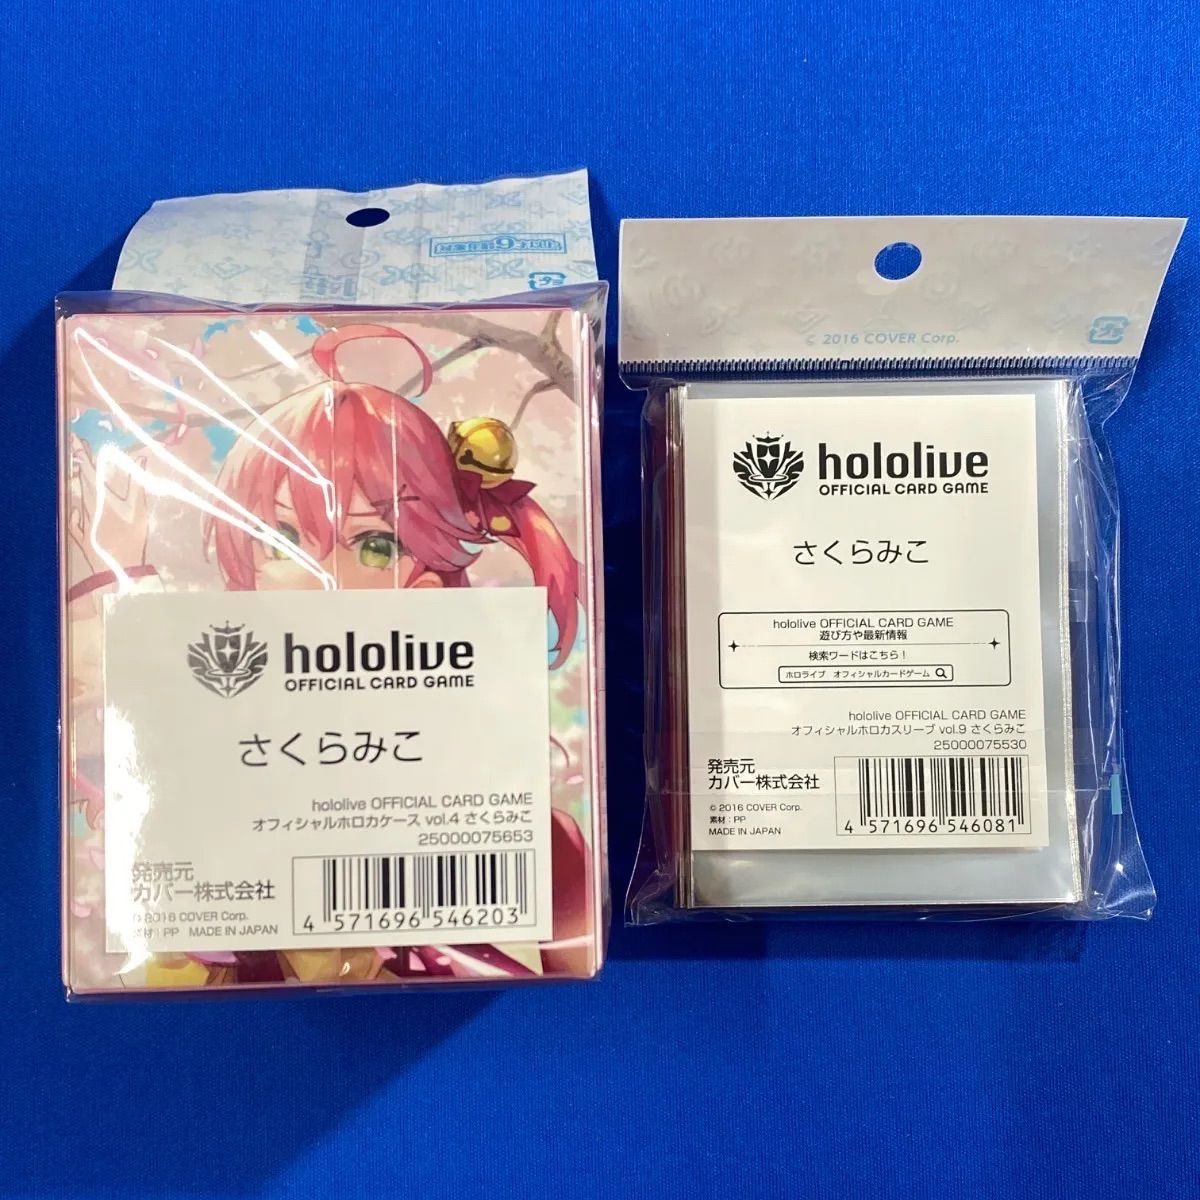 hololive
OFFICIAL CARD GAME
さくらみこ
hololive OFFICIAL CARD GAME
オフィシャルホロカケース vol.4 さくらみこ
25000075653
発売元
カバー株式会社
© 2016 COVER Corp.
素材:PP MADE IN JAPAN
4 571696 546203
© 2016 COVER Corp.
hololive
OFFICIAL CARD GAME
さくらみこ
hololive OFFICIAL CARD GAME
遊び方や最新情報
検索ワードはこちら!
ホロライブ オフィシャルカードゲーム
hololive OFFICIAL CARD GAME
オフィシャルホロカスリーブ vol.9 さくらみこ
25000075530
発売元
カバー株式会社
© 2016 COVER Corp.
素材:PP
MADE IN JAPAN
4 571696 546081